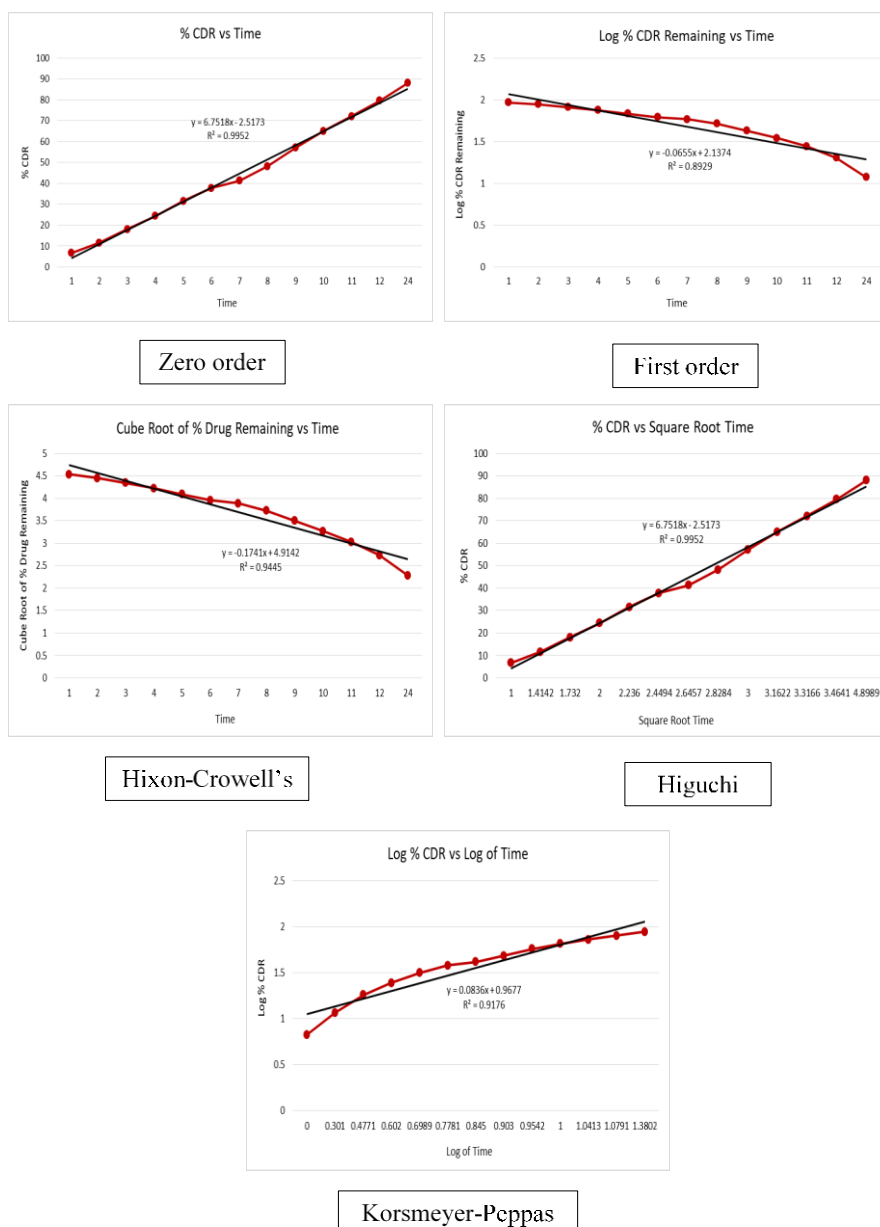 % CDR vs Time
100
90
80
70
60
50
40
30
20
10
0
% CDR
y = 6.7518x - 2.5173
R² = 0.9952
1 2 3 4 5 6 7 8 9 10 11 12 24
Time
Zero order
Log % CDR Remaining vs Time
2.5
2
1.5
1
0.5
0
Log % CDR Remaining
y = -0.0655x + 2.1374
R² = 0.8929
1 2 3 4 5 6 7 8 9 10 11 12 24
Time
First order
Cube Root of % Drug Remaining vs Time
5
4.5
4
3.5
3
2.5
2
1.5
1
0.5
0
Cube Root of % Drug Remaining
y = -0.1741x + 4.9142
R² = 0.9445
1 2 3 4 5 6 7 8 9 10 11 12 24
Time
Hixon-Crowell’s
% CDR vs Square Root Time
100
90
80
70
60
50
40
30
20
10
0
% CDR
y = 6.7518x - 2.5173
R² = 0.9952
1 1.4142 1.732 2 2.236 2.4494 2.6457 2.8284 3 3.1622 3.3166 3.4641 4.8989
Square Root Time
Higuchi
Log % CDR vs Log of Time
2.5
2
1.5
1
0.5
0
Log % CDR
y = 0.0836x + 0.9677
R² = 0.9176
0 0.301 0.4771 0.602 0.6989 0.7781 0.845 0.903 0.9542 1 1.0413 1.0791 1.3802
Log of Time
Korsmeyer-Peppas